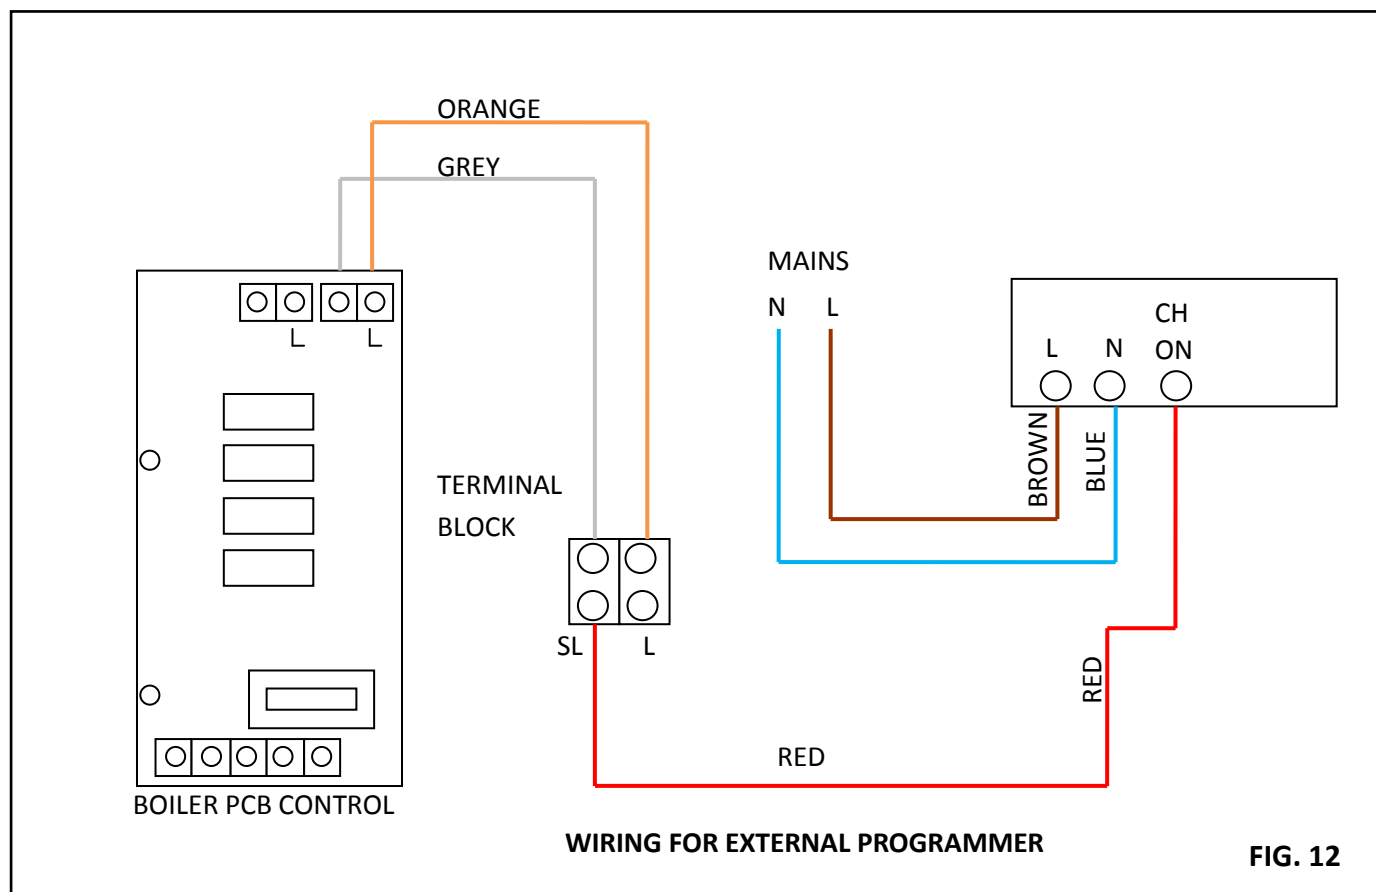 ORANGE
GREY
MAINS
N L
CH
L N ON
L L
BROWN
BLUE
TERMINAL
BLOCK
SL L
RED
RED
BOILER PCB CONTROL
WIRING FOR EXTERNAL PROGRAMMER
FIG. 12